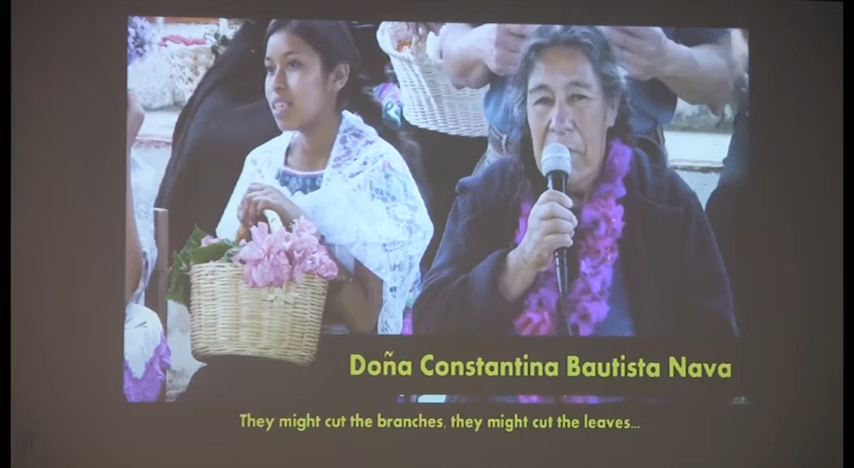 Doña Constantina Bautista Nava
They might cut the branches, they might cut the leaves...